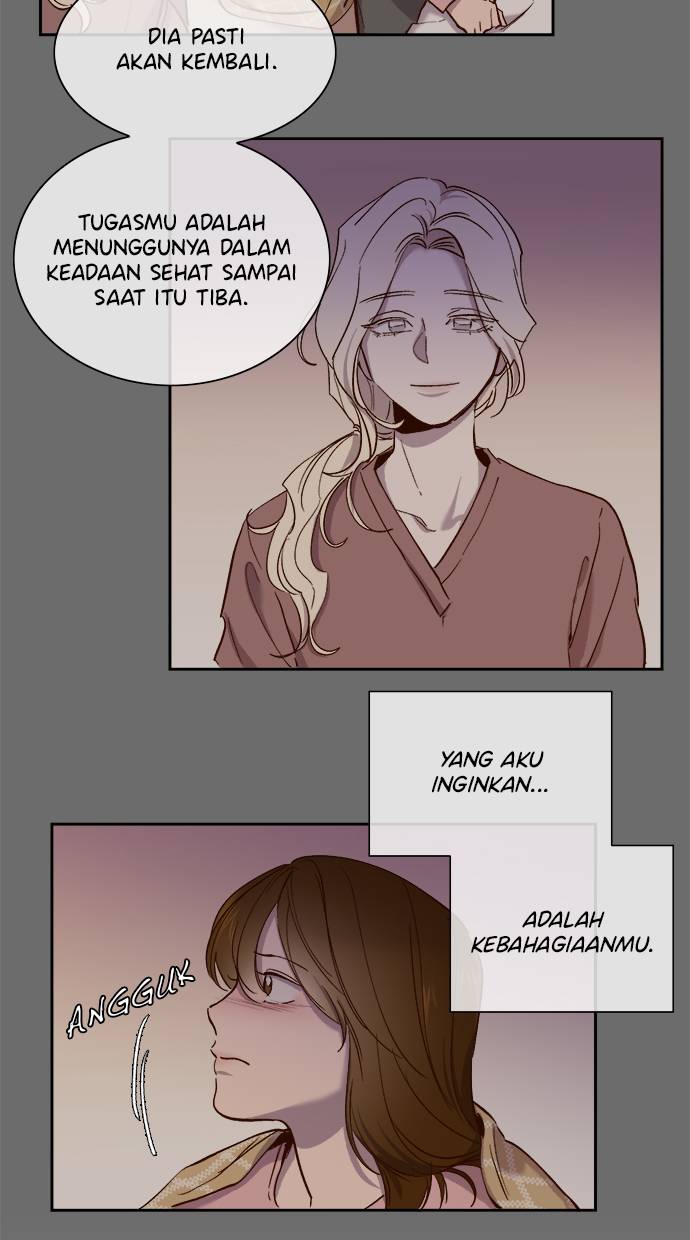 DIA PASTI
AKAN KEMBALI.
TUGASMU ADALAH
MENUNGGUNYA DALAM
KEADAAN SEHAT SAMPAI
SAAT ITU TIBA.
YANG AKU
INGINKAN...
ADALAH
KEBAHAGIAANMU.
ANGGUK